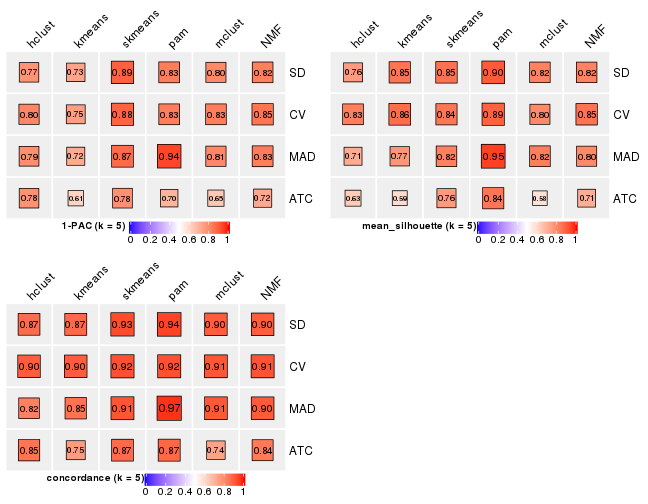 hclust kmeans skmeans pam mclust NMF
0.77 0.73 0.89 0.83 0.80 0.82 SD
0.80 0.75 0.88 0.83 0.83 0.85 CV
0.79 0.72 0.87 0.94 0.81 0.83 MAD
0.78 0.61 0.78 0.70 0.65 0.72 ATC
1-PAC (k = 5)
0 0.2 0.4 0.6 0.8 1
hclust kmeans skmeans pam mclust NMF
0.76 0.85 0.85 0.90 0.82 0.82 SD
0.83 0.86 0.84 0.89 0.80 0.85 CV
0.71 0.77 0.82 0.95 0.82 0.80 MAD
0.63 0.59 0.76 0.84 0.58 0.71 ATC
mean_silhouette (k = 5)
0 0.2 0.4 0.6 0.8 1
hclust kmeans skmeans pam mclust NMF
0.87 0.87 0.93 0.94 0.90 0.90 SD
0.90 0.90 0.92 0.92 0.91 0.91 CV
0.82 0.85 0.91 0.97 0.91 0.90 MAD
0.85 0.75 0.87 0.87 0.74 0.84 ATC
concordance (k = 5)
0 0.2 0.4 0.6 0.8 1